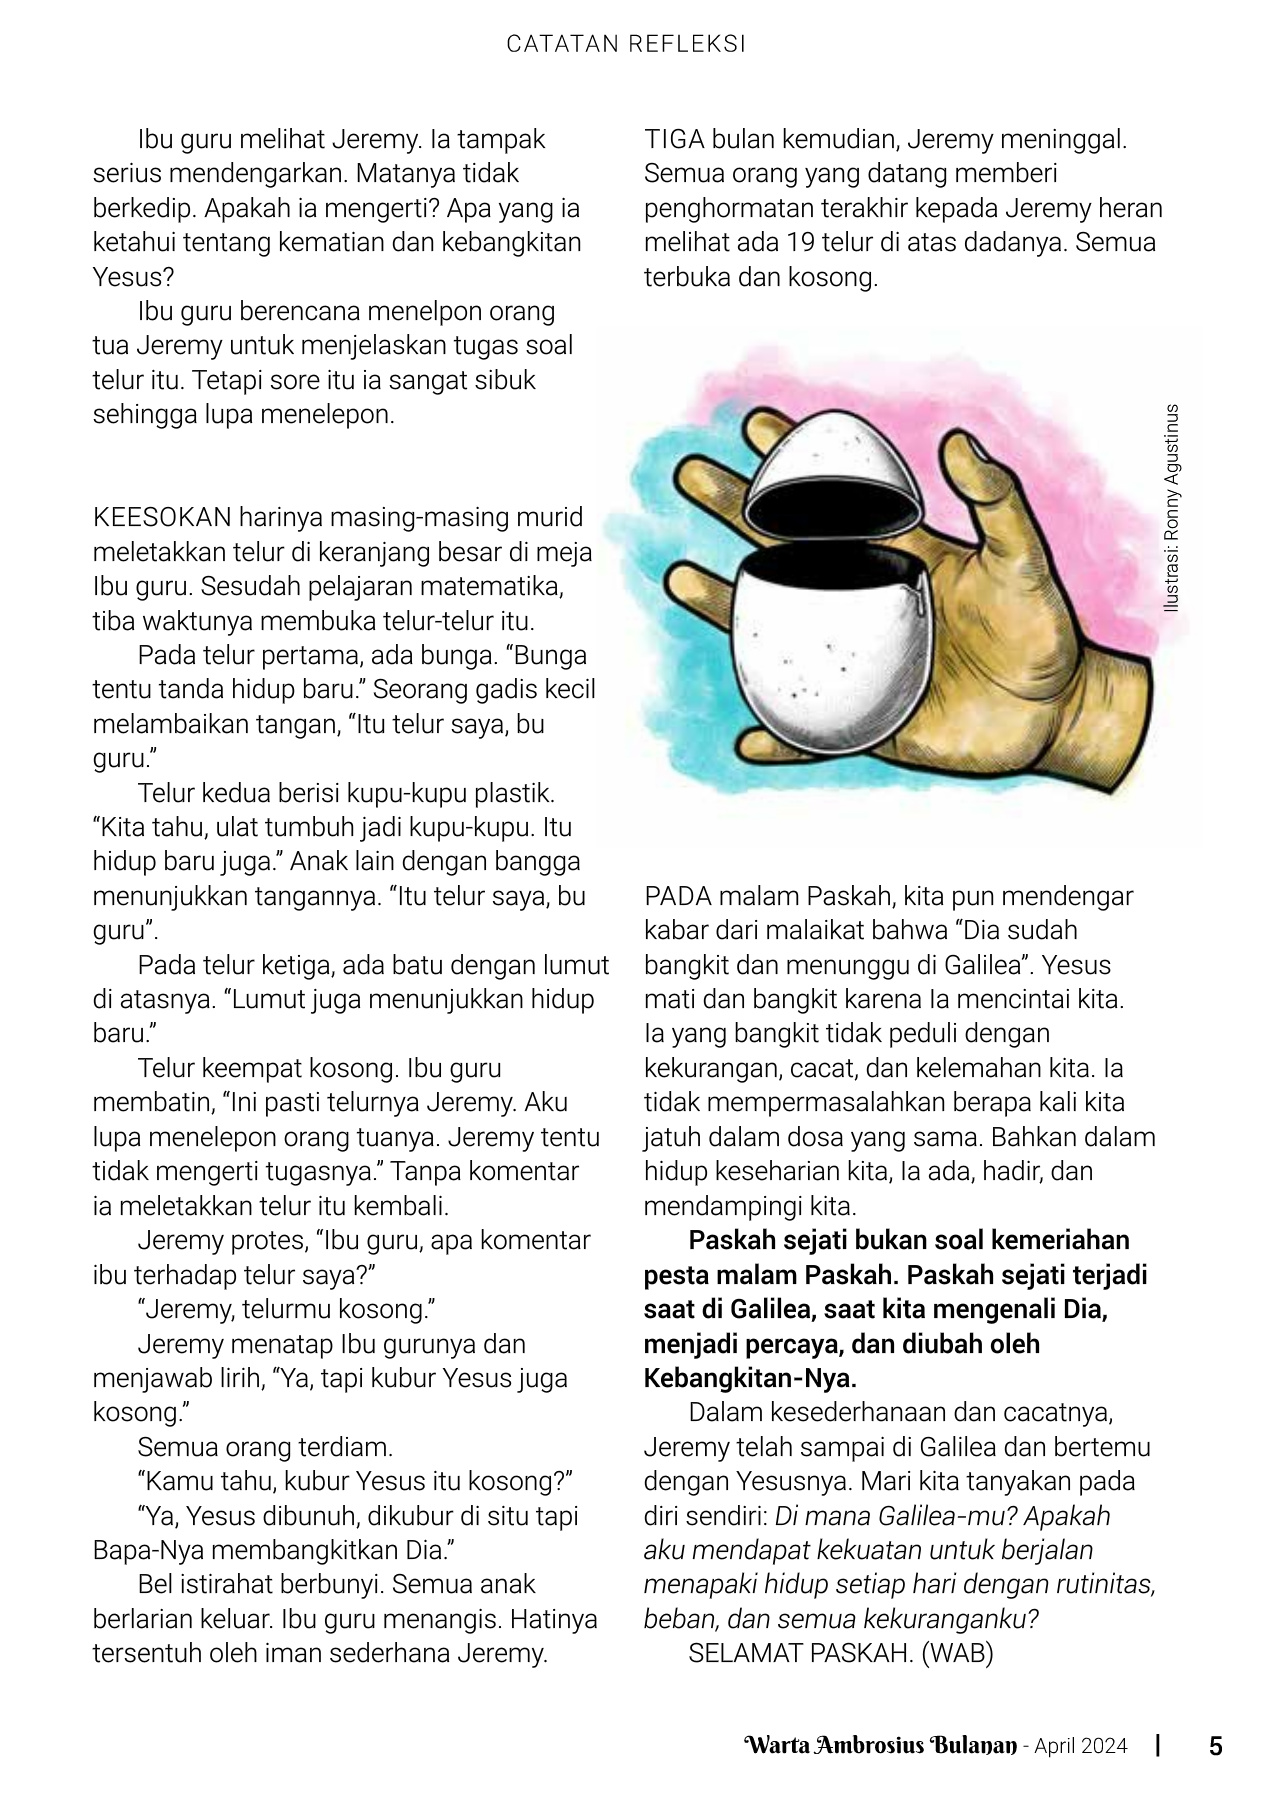 CATATAN REFLEKSI
Ibu guru melihat Jeremy. Ia tampak
serius mendengarkan. Matanya tidak
berkedip. Apakah ia mengerti? Apa yang ia
ketahui tentang kematian dan kebangkitan
Yesus?
Ibu guru berencana menelpon orang
tua Jeremy untuk menjelaskan tugas soal
telur itu. Tetapi sore itu ia sangat sibuk
sehingga lupa menelepon.
KEESOKAN harinya masing-masing murid
meletakkan telur di keranjang besar di meja
Ibu guru. Sesudah pelajaran matematika,
tiba waktunya membuka telur-telur itu.
Pada telur pertama, ada bunga. “Bunga
tentu tanda hidup baru.” Seorang gadis kecil
melambaikan tangan, “Itu telur saya, bu
guru.”
Telur kedua berisi kupu-kupu plastik.
“Kita tahu, ulat tumbuh jadi kupu-kupu. Itu
hidup baru juga.” Anak lain dengan bangga
menunjukkan tangannya. “Itu telur saya, bu
guru”.
Pada telur ketiga, ada batu dengan lumut
di atasnya. “Lumut juga menunjukkan hidup
baru.”
Telur keempat kosong. Ibu guru
membatin, “Ini pasti telurnya Jeremy. Aku
lupa menelepon orang tuanya. Jeremy tentu
tidak mengerti tugasnya.” Tanpa komentar
ia meletakkan telur itu kembali.
Jeremy protes, “Ibu guru, apa komentar
ibu terhadap telur saya?”
“Jeremy, telurmu kosong.”
Jeremy menatap Ibu gurunya dan
menjawab lirih, “Ya, tapi kubur Yesus juga
kosong.”
Semua orang terdiam.
“Kamu tahu, kubur Yesus itu kosong?”
“Ya, Yesus dibunuh, dikubur di situ tapi
Bapa-Nya membangkitkan Dia.”
Bel istirahat berbunyi. Semua anak
berlarian keluar. Ibu guru menangis. Hatinya
tersentuh oleh iman sederhana Jeremy.
TIGA bulan kemudian, Jeremy meninggal.
Semua orang yang datang memberi
penghormatan terakhir kepada Jeremy heran
melihat ada 19 telur di atas dadanya. Semua
terbuka dan kosong.
Ilustrasi: Ronny Agustinus
PADA malam Paskah, kita pun mendengar
kabar dari malaikat bahwa “Dia sudah
bangkit dan menunggu di Galilea”. Yesus
mati dan bangkit karena Ia mencintai kita.
Ia yang bangkit tidak peduli dengan
kekurangan, cacat, dan kelemahan kita. Ia
tidak mempermasalahkan berapa kali kita
jatuh dalam dosa yang sama. Bahkan dalam
hidup keseharian kita, Ia ada, hadir, dan
mendampingi kita.
Paskah sejati bukan soal kemeriahan
pesta malam Paskah. Paskah sejati terjadi
saat di Galilea, saat kita mengenali Dia,
menjadi percaya, dan diubah oleh
Kebangkitan-Nya.
Dalam kesederhanaan dan cacatnya,
Jeremy telah sampai di Galilea dan bertemu
dengan Yesusnya. Mari kita tanyakan pada
diri sendiri: Di mana Galilea-mu? Apakah
aku mendapat kekuatan untuk berjalan
menapaki hidup setiap hari dengan rutinitas,
beban, dan semua kekuranganku?
SELAMAT PASKAH. (WAB)
Warta Ambrosius Bulanan - April 2024 | 5